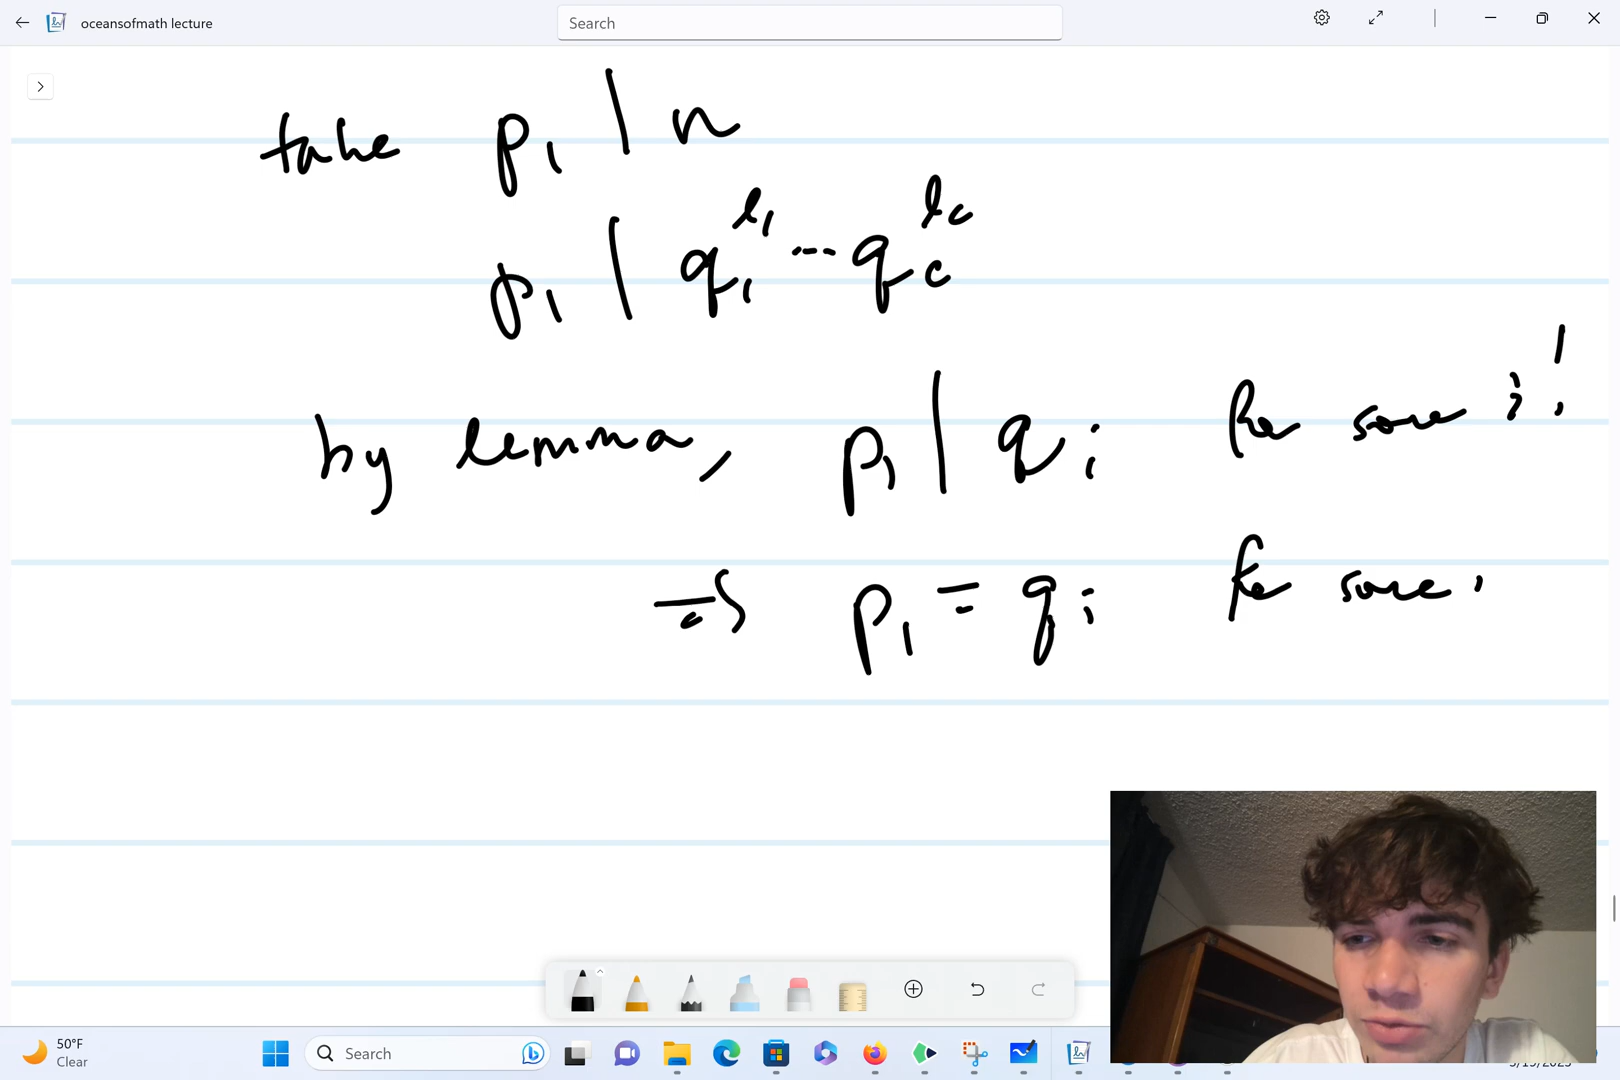 oceansofmath lecture
Search
take p₁ | n
p₁ | q₁^l₁ ... q_c^l_c
by lemma, p₁ | qᵢ for some i!
⇒ p₁ = qᵢ for some
50°F
Clear
Search